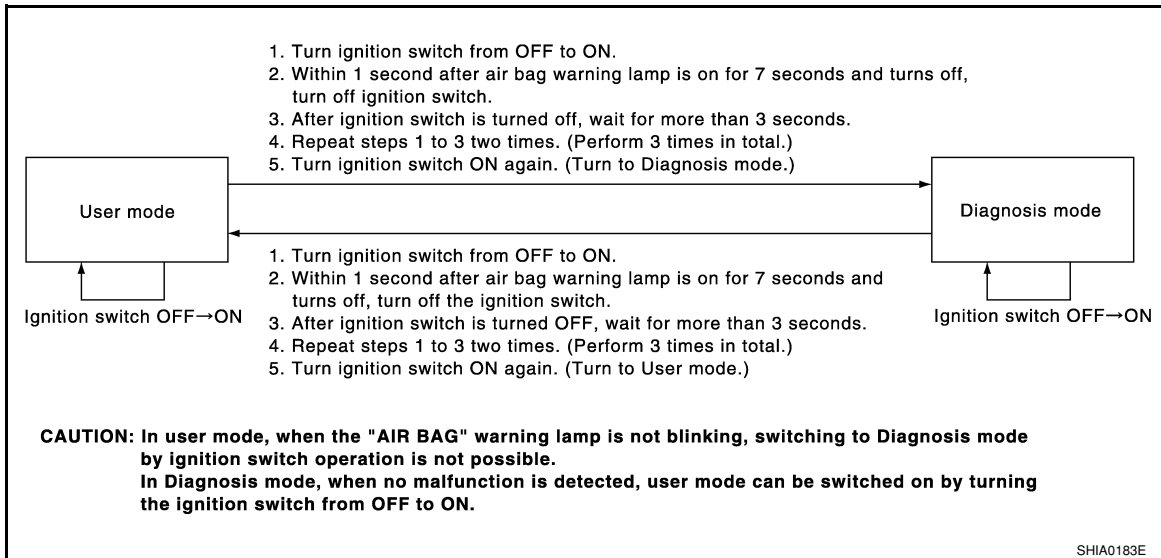 1. Turn ignition switch from OFF to ON.
2. Within 1 second after air bag warning lamp is on for 7 seconds and turns off,
turn off ignition switch.
3. After ignition switch is turned off, wait for more than 3 seconds.
4. Repeat steps 1 to 3 two times. (Perform 3 times in total.)
5. Turn ignition switch ON again. (Turn to Diagnosis mode.)
User mode
Diagnosis mode
1. Turn ignition switch from OFF to ON.
2. Within 1 second after air bag warning lamp is on for 7 seconds and
turns off, turn off the ignition switch.
3. After ignition switch is turned OFF, wait for more than 3 seconds.
4. Repeat steps 1 to 3 two times. (Perform 3 times in total.)
5. Turn ignition switch ON again. (Turn to User mode.)
Ignition switch OFF→ON
Ignition switch OFF→ON
CAUTION: In user mode, when the "AIR BAG" warning lamp is not blinking, switching to Diagnosis mode
by ignition switch operation is not possible.
In Diagnosis mode, when no malfunction is detected, user mode can be switched on by turning
the ignition switch from OFF to ON.
SHIA0183E